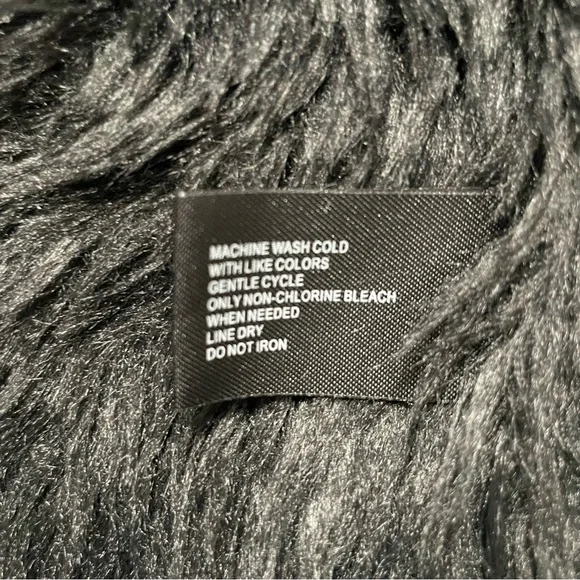 MACHINE WASH COLD
WITH LIKE COLORS
GENTLE CYCLE
ONLY NON-CHLORINE BLEACH
WHEN NEEDED
LINE DRY
DO NOT IRON